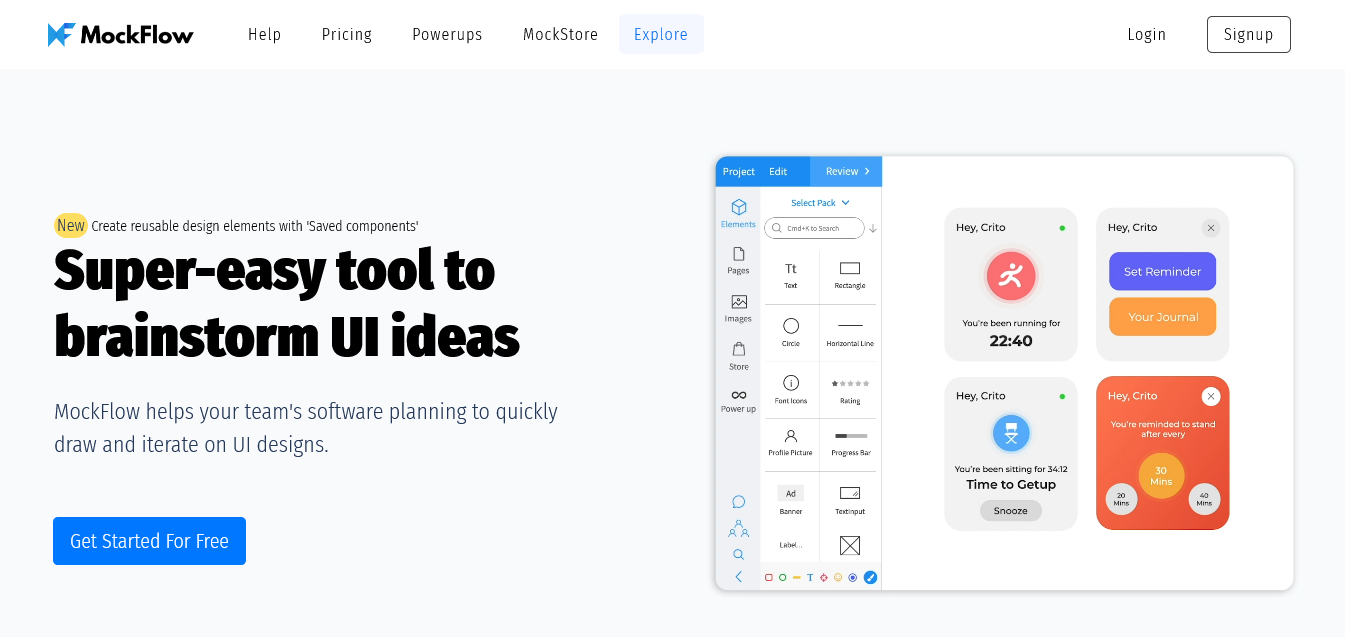 MockFlow
Help
Pricing
Powerups
MockStore
Explore
Login
Signup
New Create reusable design elements with 'Saved components'
Super-easy tool to
brainstorm UI ideas
MockFlow helps your team's software planning to quickly
draw and iterate on UI designs.
Get Started For Free
Project
Edit
Review
Elements
Pages
Images
Store
Power up
Select Pack
Cmd+K to Search
Tt
Text
Rectangle
Circle
Horizontal Line
Font Icons
Rating
Profile Picture
Progress Bar
Ad
Banner
Textinput
Label...
T
Hey, Crito
You're been running for
22:40
Hey, Crito
Set Reminder
Your Journal
Hey, Crito
You're been sitting for 34:12
Time to Getup
Snooze
Hey, Crito
You're reminded to stand
after every
30
Mins
20
Mins
40
Mins